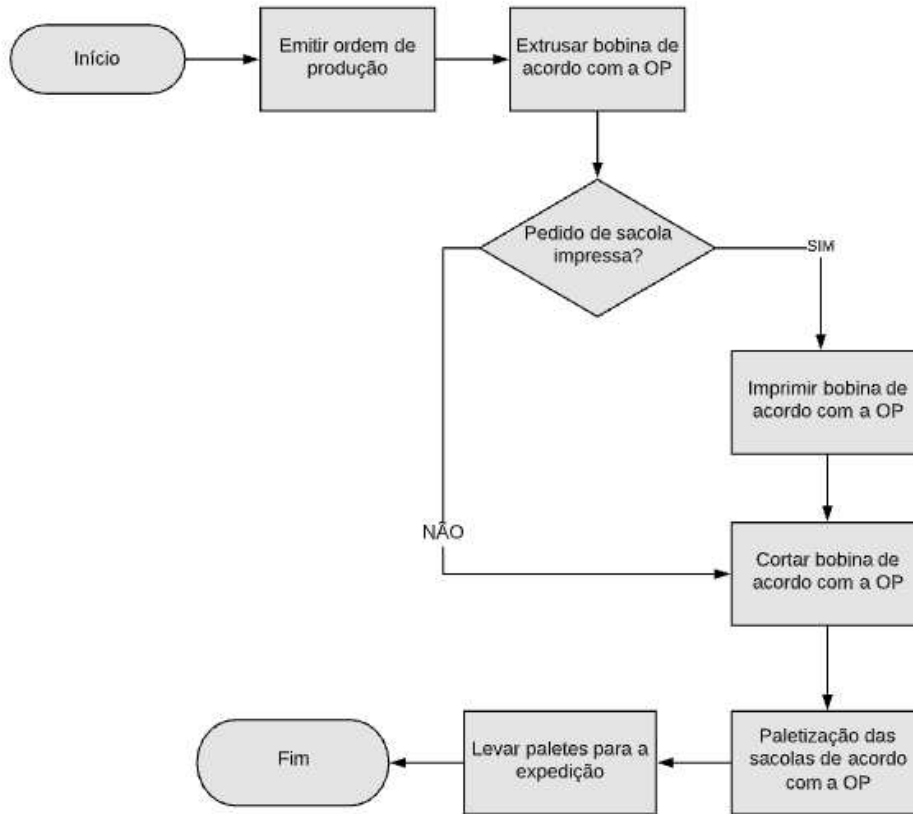 Início
Emitir ordem de
produção
Extrusar bobina de
acordo com a OP
Pedido de sacola
impressa?
SIM
Imprimir bobina de
acordo com a OP
NÃO
Cortar bobina de
acordo com a OP
Paletização das
sacolas de acordo
com a OP
Levar paletes para a
expedição
Fim